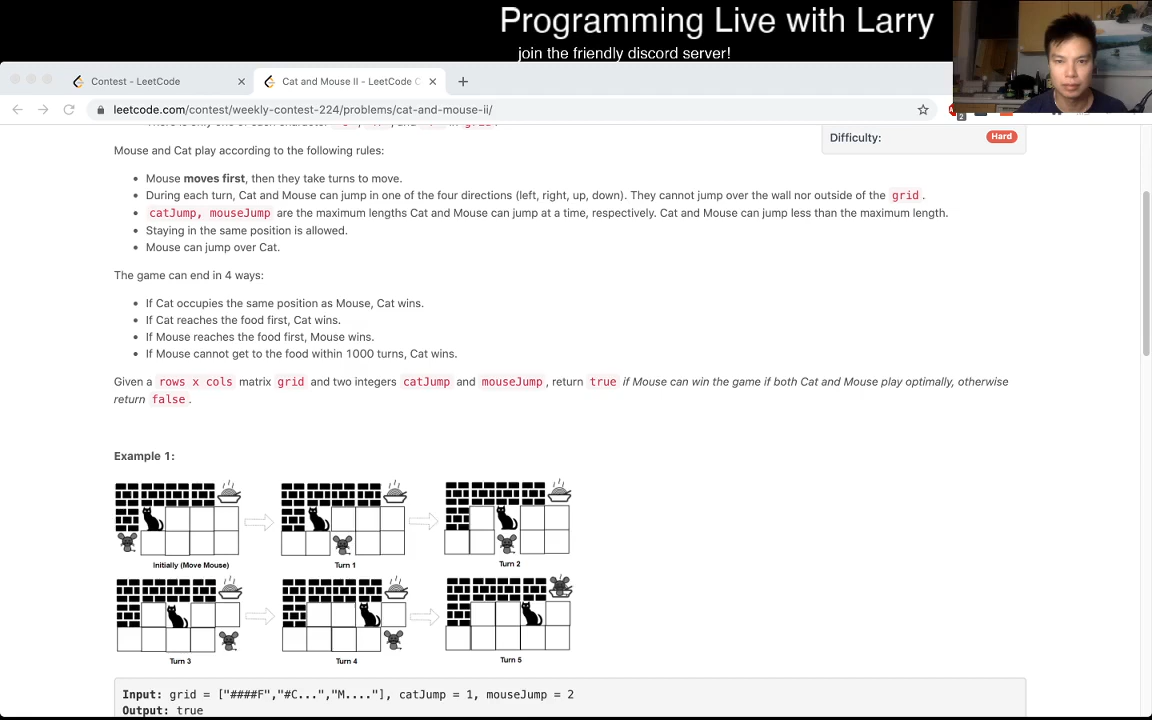 Programming Live with Larry
join the friendly discord server!
Contest - LeetCode
Cat and Mouse II - LeetCode C
leetcode.com/contest/weekly-contest-224/problems/cat-and-mouse-ii/
2
Difficulty:
Hard
Mouse and Cat play according to the following rules:
• Mouse moves first, then they take turns to move.
• During each turn, Cat and Mouse can jump in one of the four directions (left, right, up, down). They cannot jump over the wall nor outside of the grid.
• catJump, mouseJump are the maximum lengths Cat and Mouse can jump at a time, respectively. Cat and Mouse can jump less than the maximum length.
• Staying in the same position is allowed.
• Mouse can jump over Cat.
The game can end in 4 ways:
• If Cat occupies the same position as Mouse, Cat wins.
• If Cat reaches the food first, Cat wins.
• If Mouse reaches the food first, Mouse wins.
• If Mouse cannot get to the food within 1000 turns, Cat wins.
Given a rows x cols matrix grid and two integers catJump and mouseJump, return true if Mouse can win the game if both Cat and Mouse play optimally, otherwise
return false.
Example 1:
Initially (Move Mouse)
Turn 1
Turn 2
Turn 3
Turn 4
Turn 5
Input: grid = ["####F","#C...","M...."], catJump = 1, mouseJump = 2
Output: true